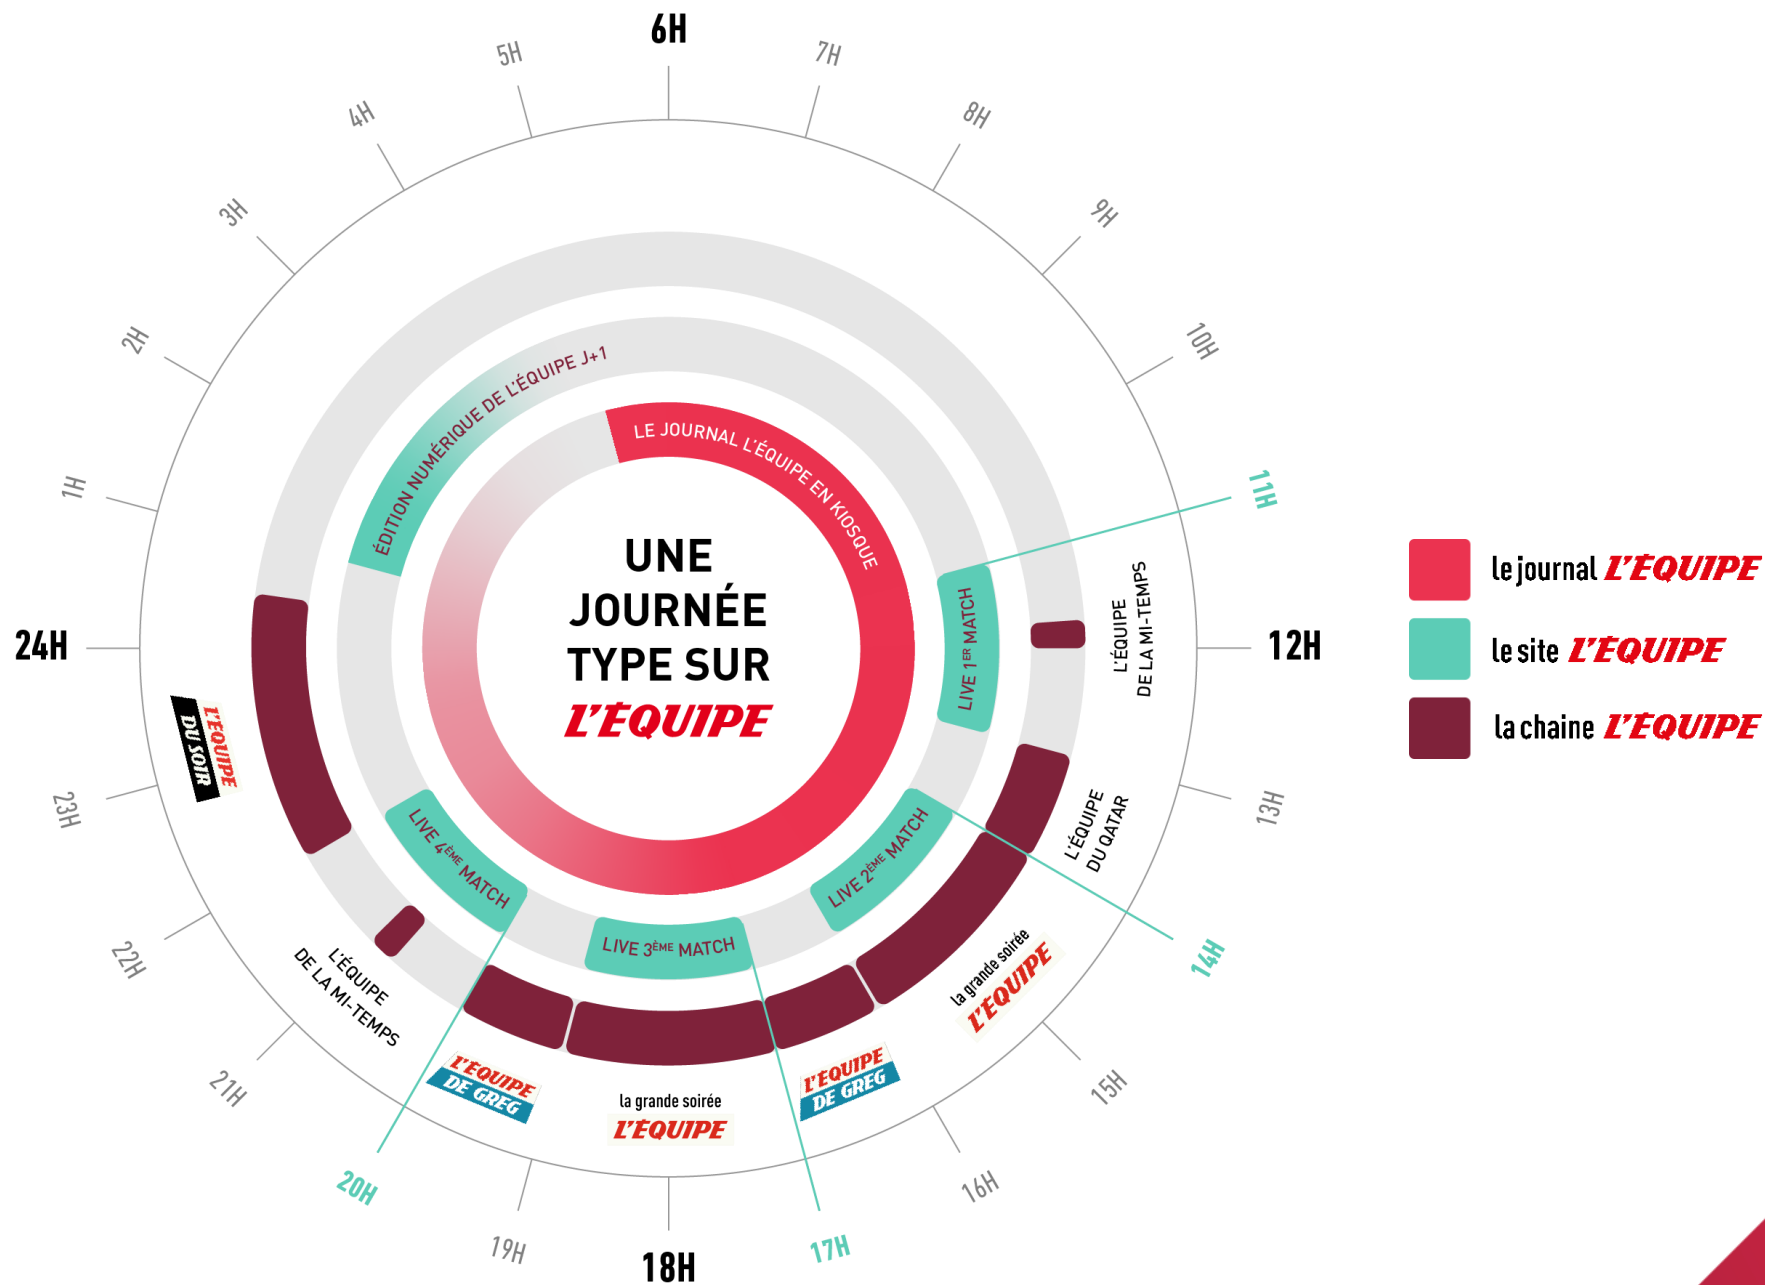 6H
7H
8H
9H
10H
11H
12H
13H
14H
15H
16H
17H
18H
19H
20H
21H
22H
23H
24H
1H
2H
3H
4H
5H
UNE
JOURNÉE
TYPE SUR
L'ÉQUIPE
LE JOURNAL L'ÉQUIPE EN KIOSQUE
ÉDITION NUMÉRIQUE DE L'ÉQUIPE J+1
LIVE 1ER MATCH
LIVE 2ÈME MATCH
LIVE 3ÈME MATCH
LIVE 4ÈME MATCH
L'ÉQUIPE
DE LA MI-TEMPS
L'ÉQUIPE
DU QATAR
la grande soirée
L'ÉQUIPE
L'ÉQUIPE
DE GREG
la grande soirée
L'ÉQUIPE
L'ÉQUIPE
DE GREG
L'ÉQUIPE
DE LA MI-TEMPS
L'ÉQUIPE
DU SOIR
le journal L'ÉQUIPE
le site L'ÉQUIPE
la chaine L'ÉQUIPE